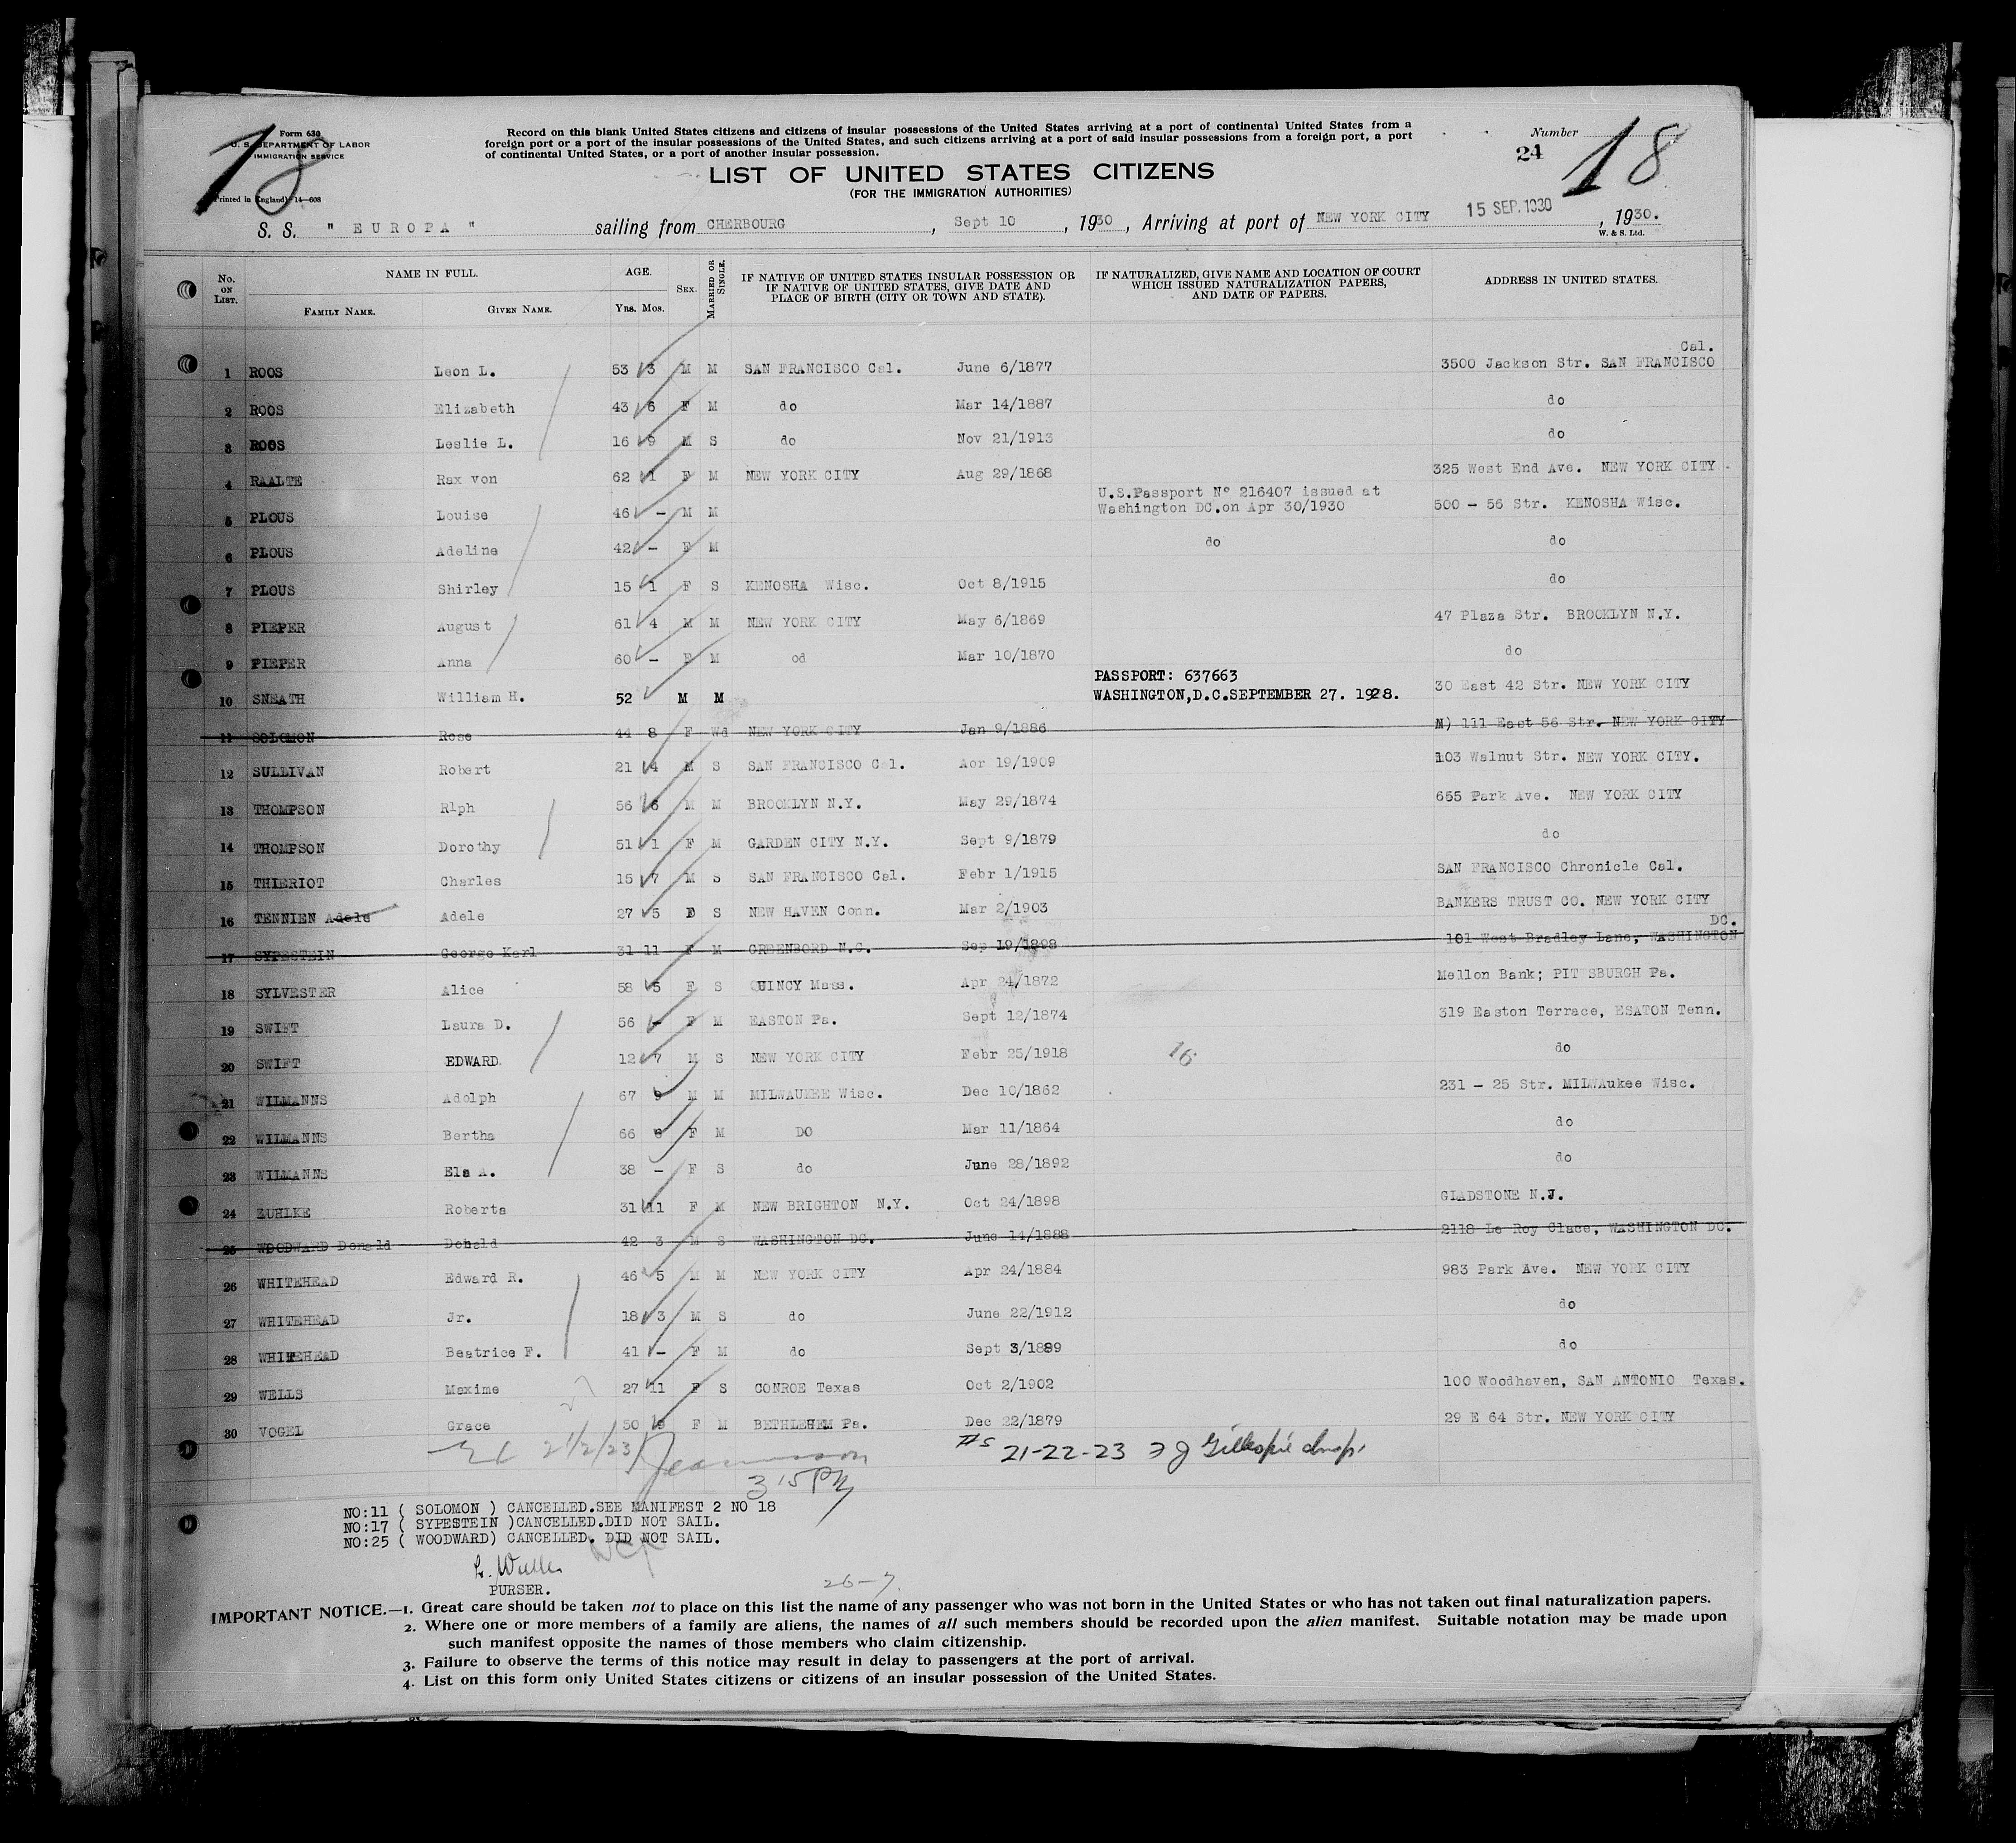 18
Form 630
U. S. DEPARTMENT OF LABOR
IMMIGRATION SERVICE
(Printed in England) 14—608
Record on this blank United States citizens and citizens of insular possessions of the United States arriving at a port of continental United States from a
foreign port or a port of the insular possessions of the United States, and such citizens arriving at a port of said insular possessions from a foreign port, a port
of continental United States, or a port of another insular possession.
Number
24
18
LIST OF UNITED STATES CITIZENS
(FOR THE IMMIGRATION AUTHORITIES)
S. S. " EUROPA " sailing from CHERBOURG, Sept 10, 1930, Arriving at port of NEW YORK CITY 15 SEP. 1930, 1930.
W. & S. Ltd.
No. ON LIST. NAME IN FULL. FAMILY NAME. GIVEN NAME. AGE. YRS. MOS. SEX. MARRIED OR SINGLE. IF NATIVE OF UNITED STATES INSULAR POSSESSION OR IF NATIVE OF UNITED STATES, GIVE DATE AND PLACE OF BIRTH (CITY OR TOWN AND STATE). IF NATURALIZED, GIVE NAME AND LOCATION OF COURT WHICH ISSUED NATURALIZATION PAPERS, AND DATE OF PAPERS. ADDRESS IN UNITED STATES.
1 ROOS Leon L. 53 3 M M SAN FRANCISCO Cal. June 6/1877 3500 Jackson Str. SAN FRANCISCO Cal.
2 ROOS Elizabeth 43 6 F M do Mar 14/1887 do
3 ROOS Leslie L. 16 9 M S do Nov 21/1913 do
4 RAALTE Rax von 62 1 F M NEW YORK CITY Aug 29/1868 325 West End Ave. NEW YORK CITY
5 PLOUS Louise 46 - M M U.S.Passport Nº 216407 issued at Washington DC.on Apr 30/1930 500 - 56 Str. KENOSHA Wisc.
6 PLOUS Adeline 42 - F M do do
7 PLOUS Shirley 15 1 F S KENOSHA Wisc. Oct 8/1915 do
8 PIEPER August 61 4 M M NEW YORK CITY May 6/1869 47 Plaza Str. BROOKLYN N.Y.
9 PIEPER Anna 60 - F M od Mar 10/1870 do
10 SNEATH William H. 52 M M PASSPORT: 637663 WASHINGTON,D.C.SEPTEMBER 27. 1928. 30 East 42 Str. NEW YORK CITY
11 SOLOMON Rose 44 8 F Wd NEW YORK CITY Jan 9/1886 N) 111 East 56 Str. NEW YORK CITY
12 SULLIVAN Robert 21 4 M S SAN FRANCISCO Cal. Aor 19/1909 103 Walnut Str. NEW YORK CITY.
13 THOMPSON Rlph 56 6 M M BROOKLYN N.Y. May 29/1874 655 Park Ave. NEW YORK CITY
14 THOMPSON Dorothy 51 1 F M GARDEN CITY N.Y. Sept 9/1879 do
15 THIERIOT Charles 15 7 M S SAN FRANCISCO Cal. Febr 1/1915 SAN FRANCISCO Chronicle Cal.
16 TENNIEN Adele Adele 27 5 F S NEW HAVEN Conn. Mar 2/1903 BANKERS TRUST CO. NEW YORK CITY
17 SYPESTEIN George Karl 31 11 F M GREENBORD N.C. Sep 19/1898 101 West Bradley Lane, WASHINGTON DC.
18 SYLVESTER Alice 58 5 F S QUINCY Mass. Apr 24/1872 Mellon Bank; PITTSBURGH Pa.
19 SWIFT Laura D. 56 - F M EASTON Pa. Sept 12/1874 319 Easton Terrace, ESATON Tenn.
20 SWIFT EDWARD. 12 7 M S NEW YORK CITY Febr 25/1918 16 do
21 WILMANNS Adolph 67 9 M M MILWAUKEE Wisc. Dec 10/1862 231 - 25 Str. MILWAukee Wisc.
22 WILMANNS Bertha 66 6 F M DO Mar 11/1864 do
23 WILMANNS Ela A. 38 - F S do June 28/1892 do
24 ZUHLKE Roberta 31 11 F M NEW BRIGHTON N.Y. Oct 24/1898 GLADSTONE N.J.
25 WOODWARD Donald Donald 42 3 M S WASHINGTON DC. June 14/1888 2118 Le Roy Clace, WASHINGTON DC.
26 WHITEHEAD Edward R. 46 5 M M NEW YORK CITY Apr 24/1884 983 Park Ave. NEW YORK CITY
27 WHITEHEAD Jr. 18 3 M S do June 22/1912 do
28 WHITEHEAD Beatrice F. 41 - F M do Sept 3/1889 do
29 WELLS Maxime 27 11 F S CONROE Texas Oct 2/1902 100 Woodhaven, SAN ANTONIO Texas.
30 VOGEL Grace 50 9 F M BETHLEHEM Pa. Dec 22/1879 29 E 64 Str. NEW YORK CITY
21/2/23 #s 21-22-23 F J Gillespie Insp.
3 15 PM
NO:11 ( SOLOMON ) CANCELLED.SEE MANIFEST 2 NO 18
NO:17 ( SYPESTEIN )CANCELLED.DID NOT SAIL.
NO:25 ( WOODWARD) CANCELLED. DID NOT SAIL.
PURSER.
26-7.
IMPORTANT NOTICE.—1. Great care should be taken not to place on this list the name of any passenger who was not born in the United States or who has not taken out final naturalization papers.
2. Where one or more members of a family are aliens, the names of all such members should be recorded upon the alien manifest. Suitable notation may be made upon
such manifest opposite the names of those members who claim citizenship.
3. Failure to observe the terms of this notice may result in delay to passengers at the port of arrival.
4. List on this form only United States citizens or citizens of an insular possession of the United States.